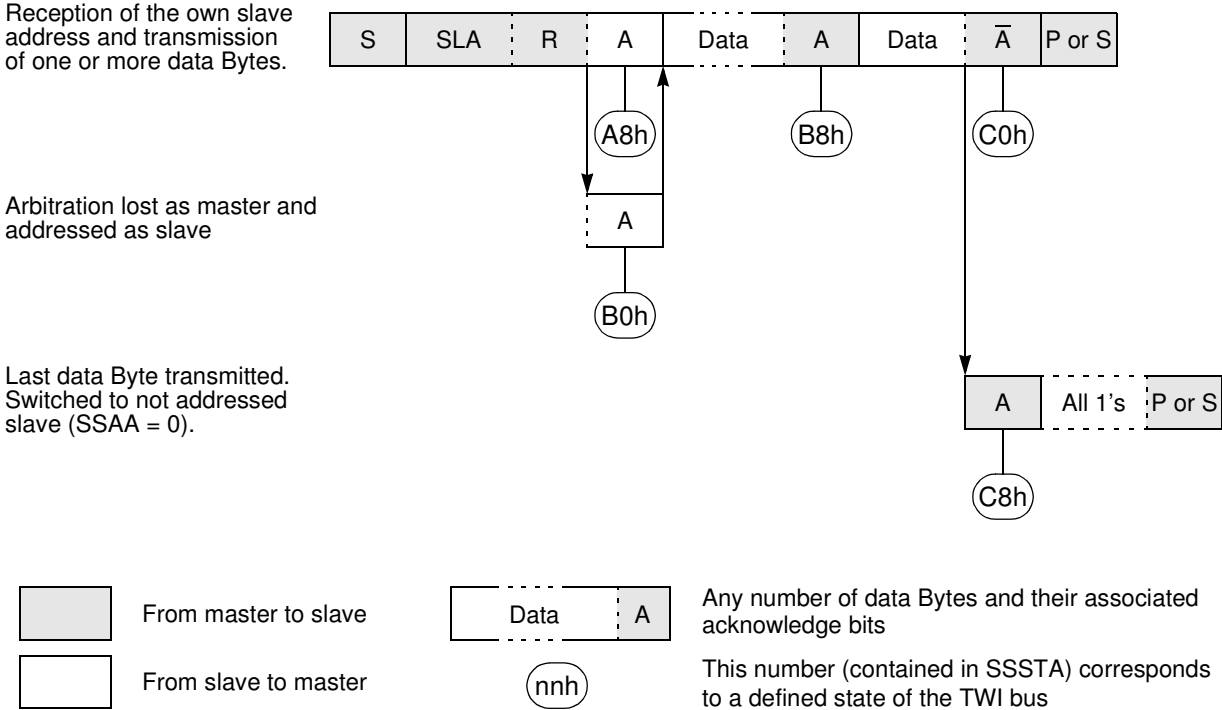 Reception of the own slave
address and transmission
of one or more data Bytes.
S SLA R A Data A Data A̅ P or S
A8h B8h C0h
Arbitration lost as master and
addressed as slave
A
B0h
Last data Byte transmitted.
Switched to not addressed
slave (SSAA = 0).
A All 1's P or S
C8h
From master to slave
Data A
Any number of data Bytes and their associated
acknowledge bits
From slave to master
nnh
This number (contained in SSSTA) corresponds
to a defined state of the TWI bus